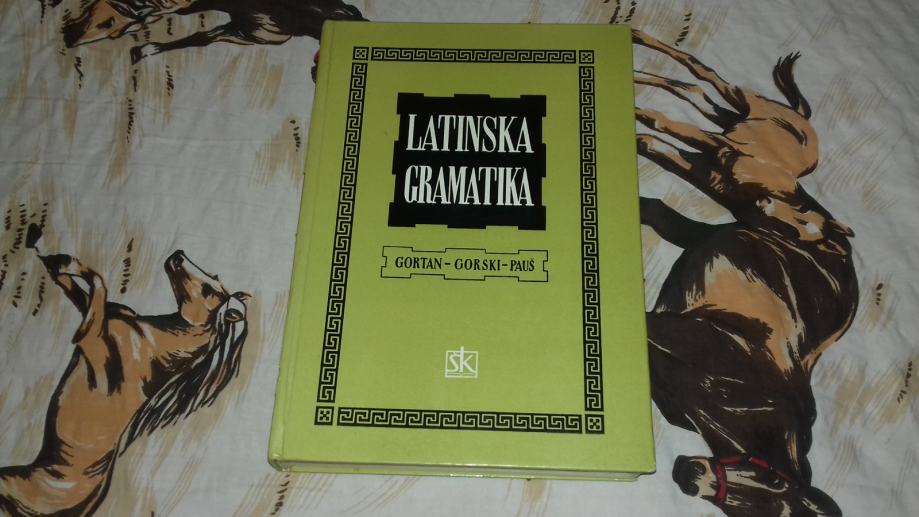 LATINSKA
GRAMATIKA
GORTAN – GORSKI – PAUŠ
ŠK